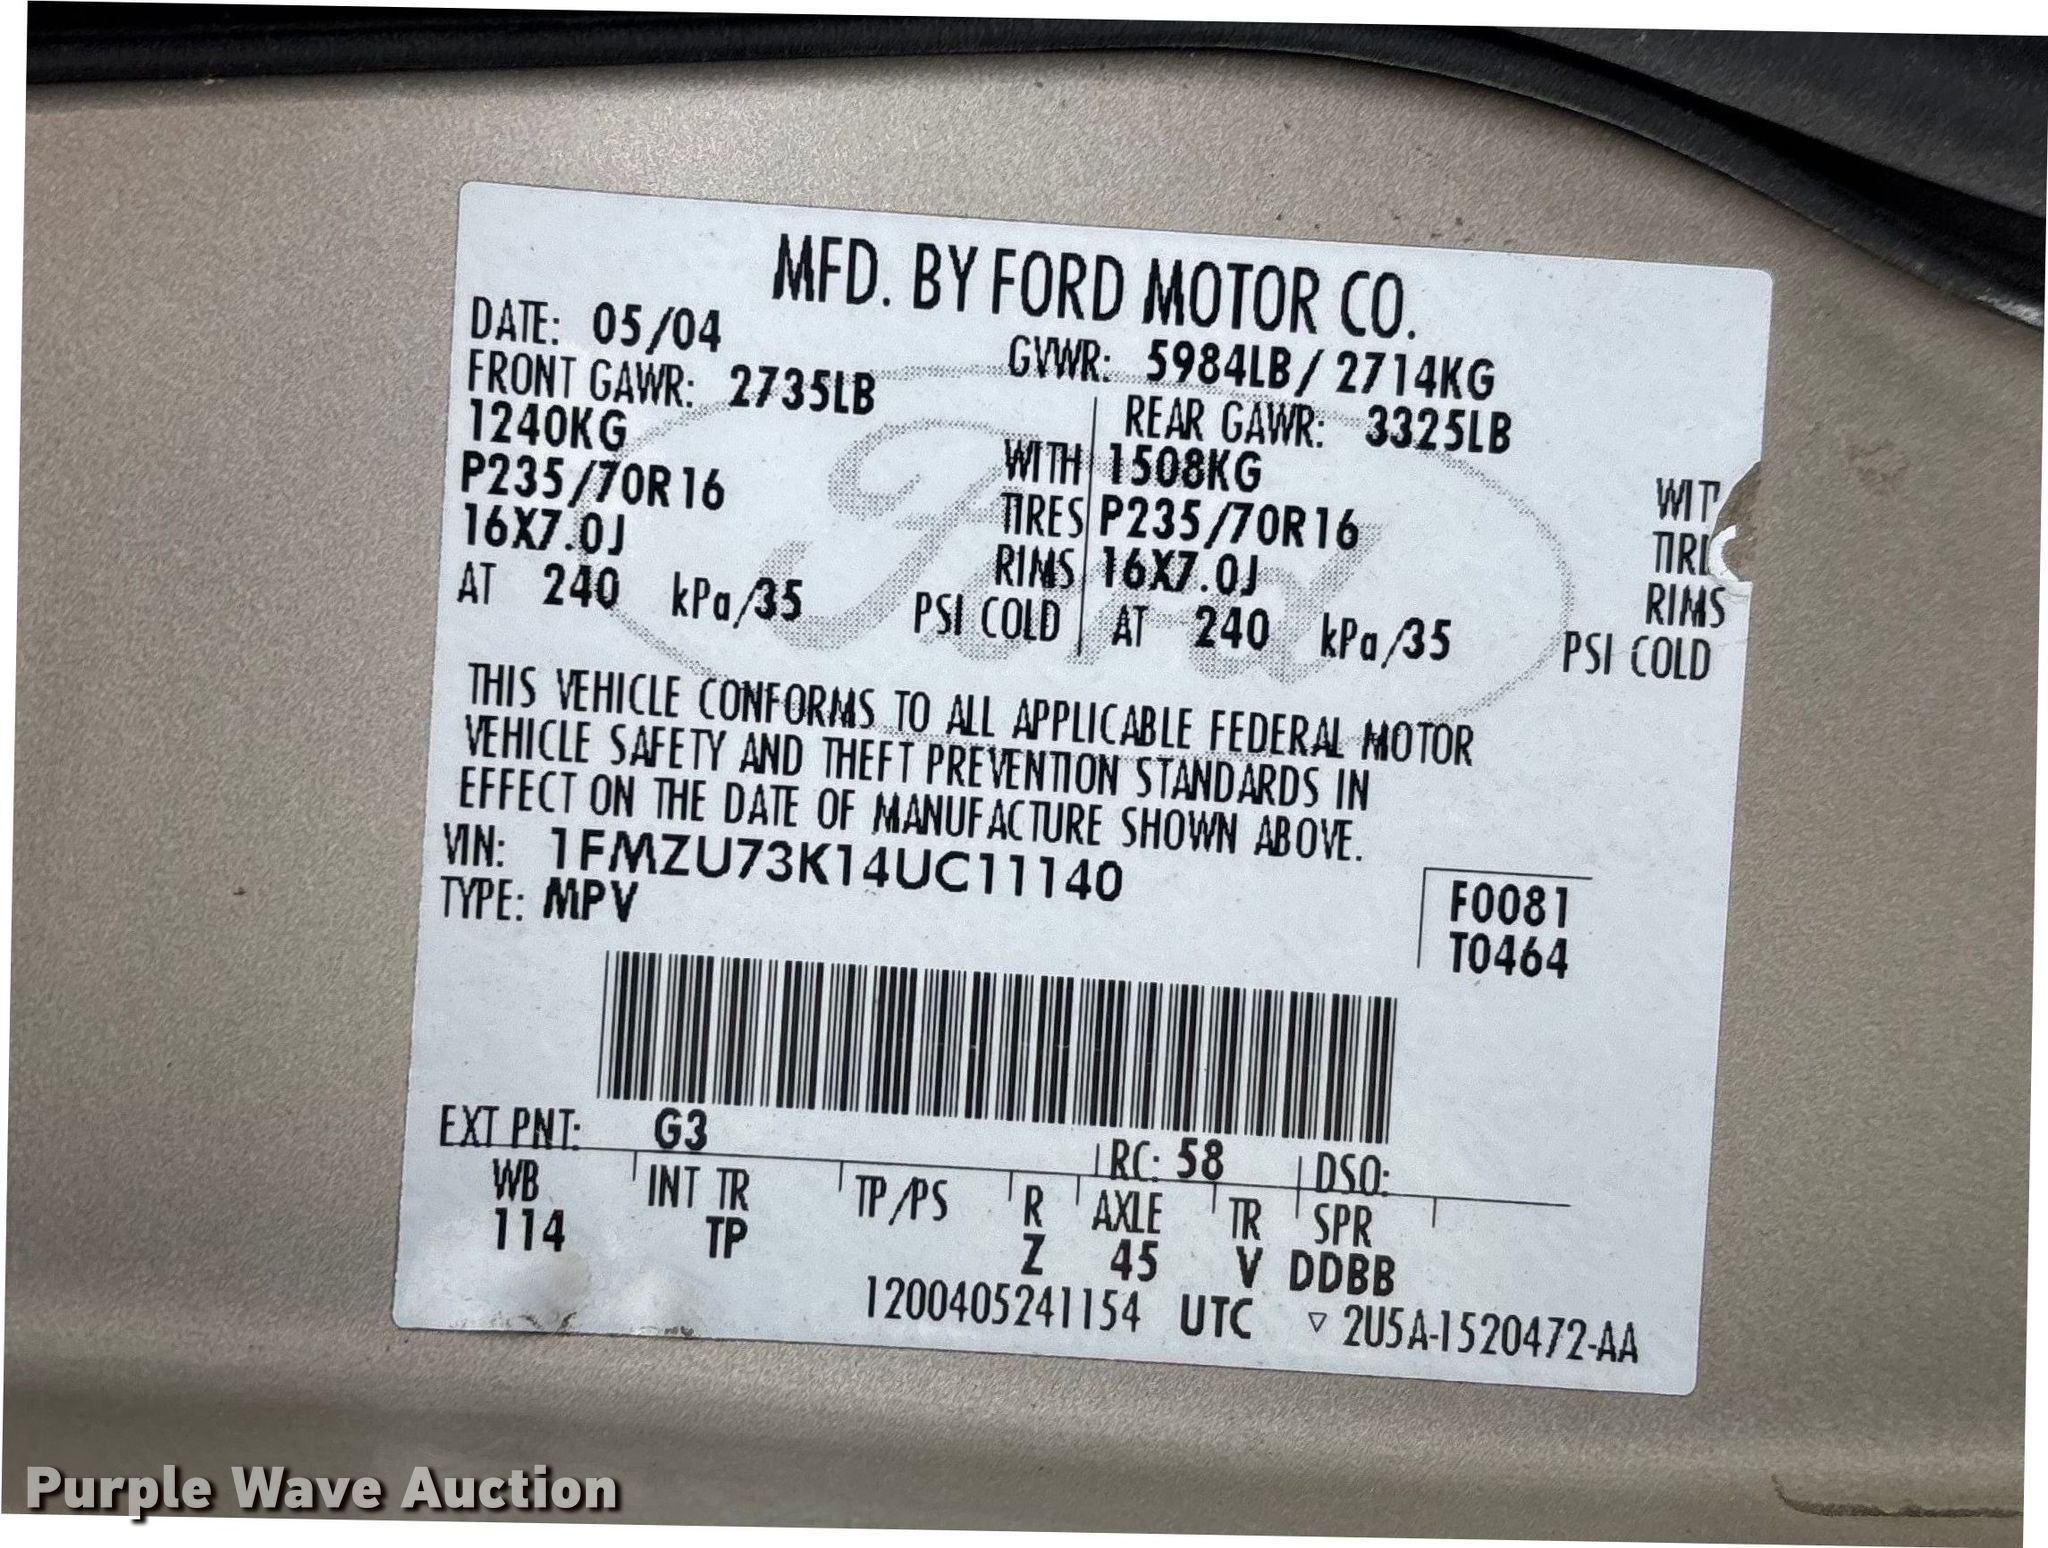 MFD. BY FORD MOTOR CO.
DATE: 05/04 GVWR: 5984LB/2714KG
FRONT GAWR: 2735LB REAR GAWR: 3325LB
1240KG WITH 1508KG WIT
P235/70R16 TIRES P235/70R16 TIR
16X7.0J RIMS 16X7.0J RIMS
AT 240 kPa/35 PSI COLD AT 240 kPa/35 PSI COLD
THIS VEHICLE CONFORMS TO ALL APPLICABLE FEDERAL MOTOR
VEHICLE SAFETY AND THEFT PREVENTION STANDARDS IN
EFFECT ON THE DATE OF MANUFACTURE SHOWN ABOVE.
VIN: 1FMZU73K14UC11140
TYPE: MPV
F0081
T0464
EXT PNT: G3 RC: 58 DSO:
WB INT TR TP/PS R AXLE TR SPR
114 TP Z 45 V DDBB
1200405241154 UTC ▽ 2U5A-1520472-AA
Ford
Purple Wave Auction